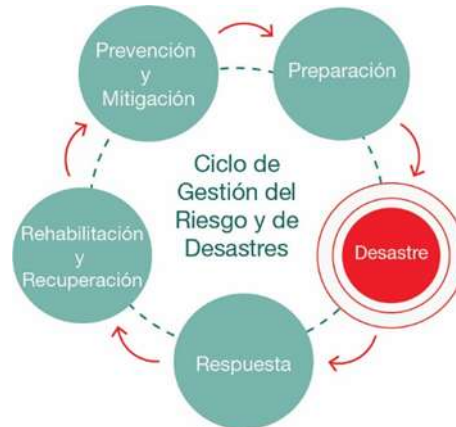 Prevención
y
Mitigación
Preparación
Ciclo de
Gestión del
Riesgo y de
Desastres
Desastre
Rehabilitación
y
Recuperación
Respuesta